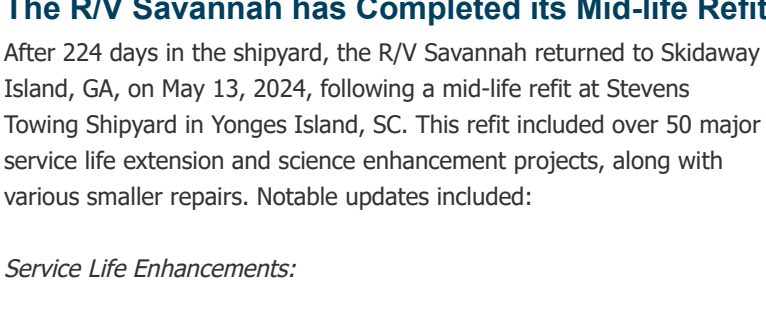 The R/V Savannah has Completed its Mid-life Refit
After 224 days in the shipyard, the R/V Savannah returned to Skidaway
Island, GA, on May 13, 2024, following a mid-life refit at Stevens
Towing Shipyard in Yonges Island, SC. This refit included over 50 major
service life extension and science enhancement projects, along with
various smaller repairs. Notable updates included:
Service Life Enhancements: